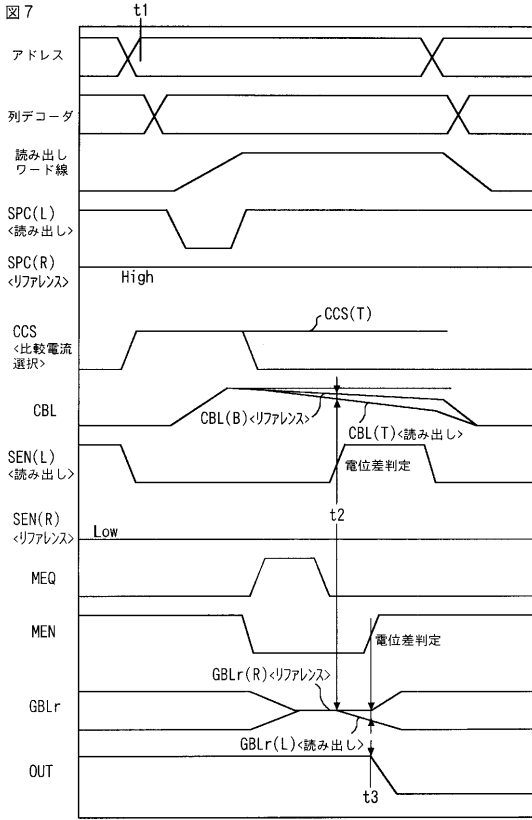 図7
t1
アドレス
列デコーダ
読み出し
ワード線
SPC(L)
<読み出し>
SPC(R)
<リファレンス>
High
CCS
<比較電流
選択>
CCS(T)
CBL
CBL(B)<リファレンス>
CBL(T)<読み出し>
SEN(L)
<読み出し>
電位差判定
t2
SEN(R)
<リファレンス>
Low
MEQ
MEN
電位差判定
GBLr(R)<リファレンス>
GBLr
GBLr(L)<読み出し>
OUT
t3